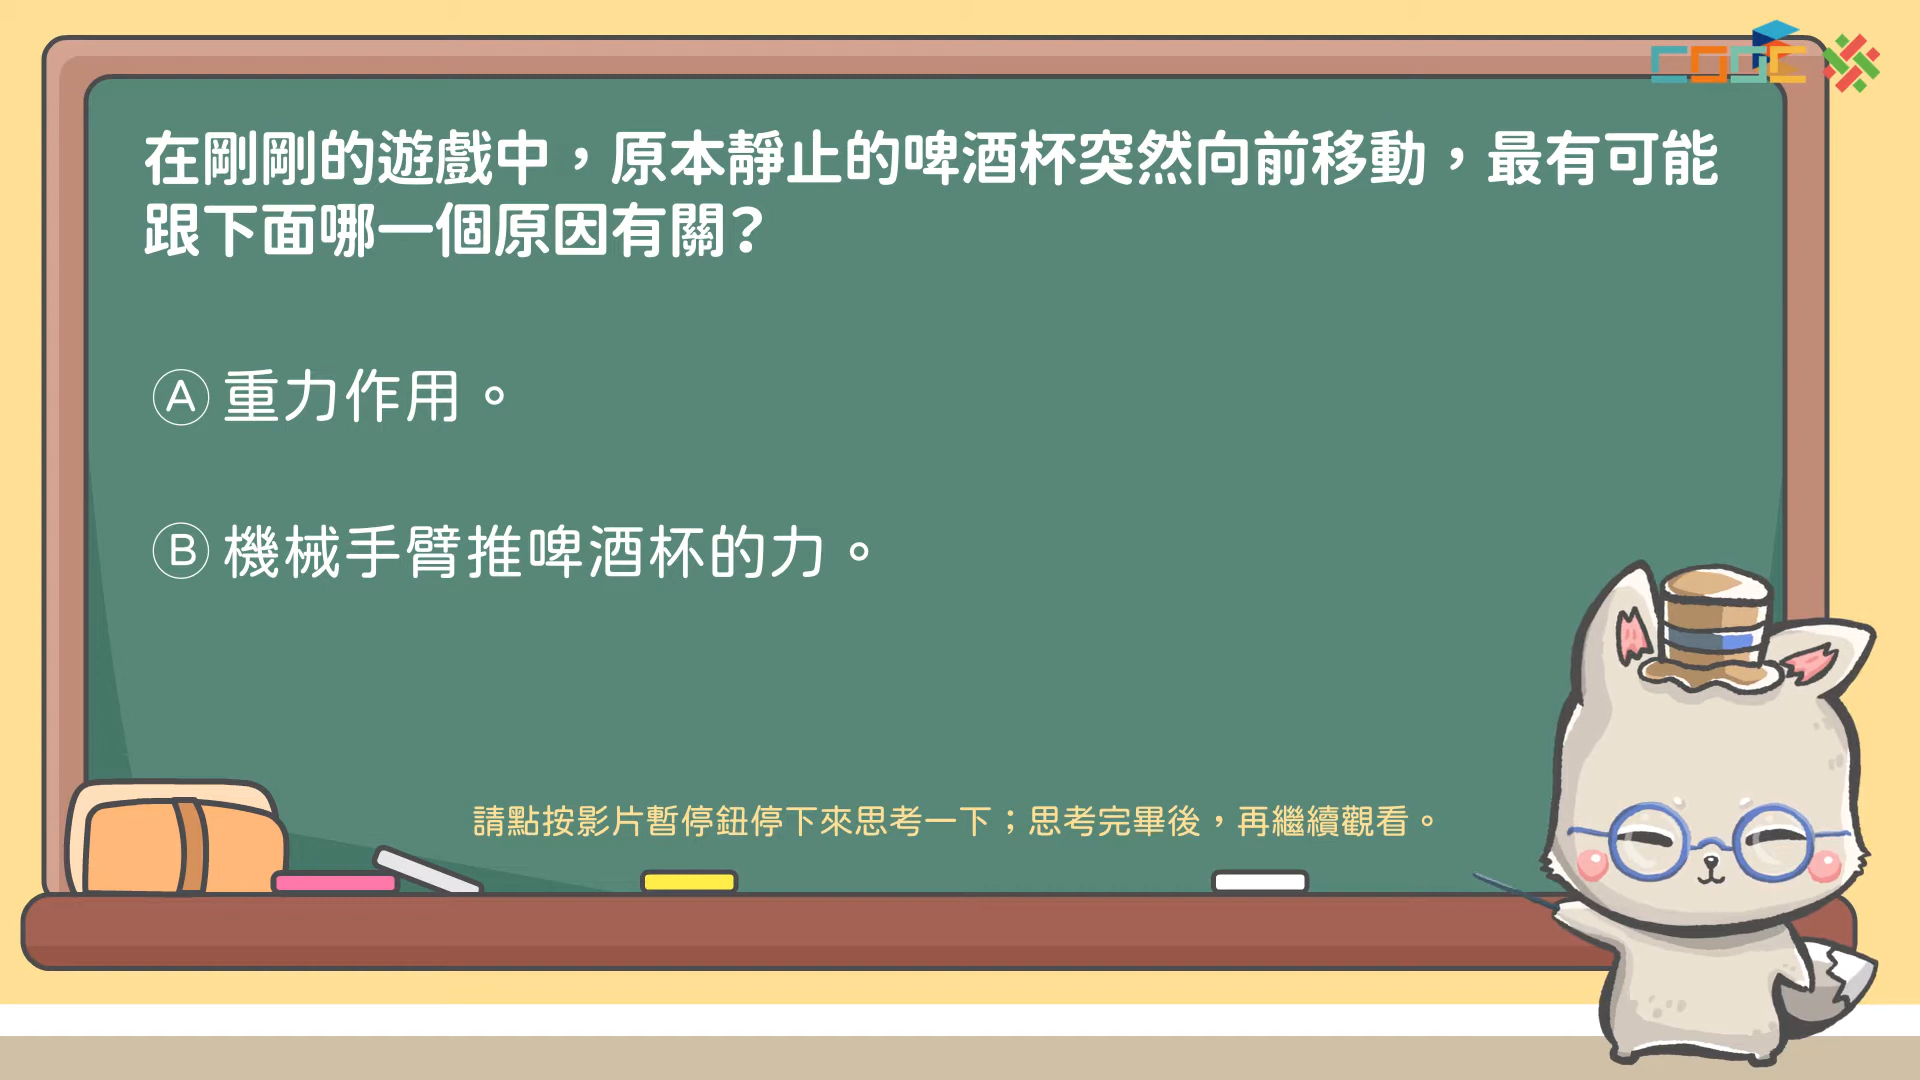 CODE
在剛剛的遊戲中，原本靜止的啤酒杯突然向前移動，最有可能
跟下面哪一個原因有關？
Ⓐ 重力作用。
Ⓑ 機械手臂推啤酒杯的力。
請點按影片暫停鈕停下來思考一下；思考完畢後，再繼續觀看。